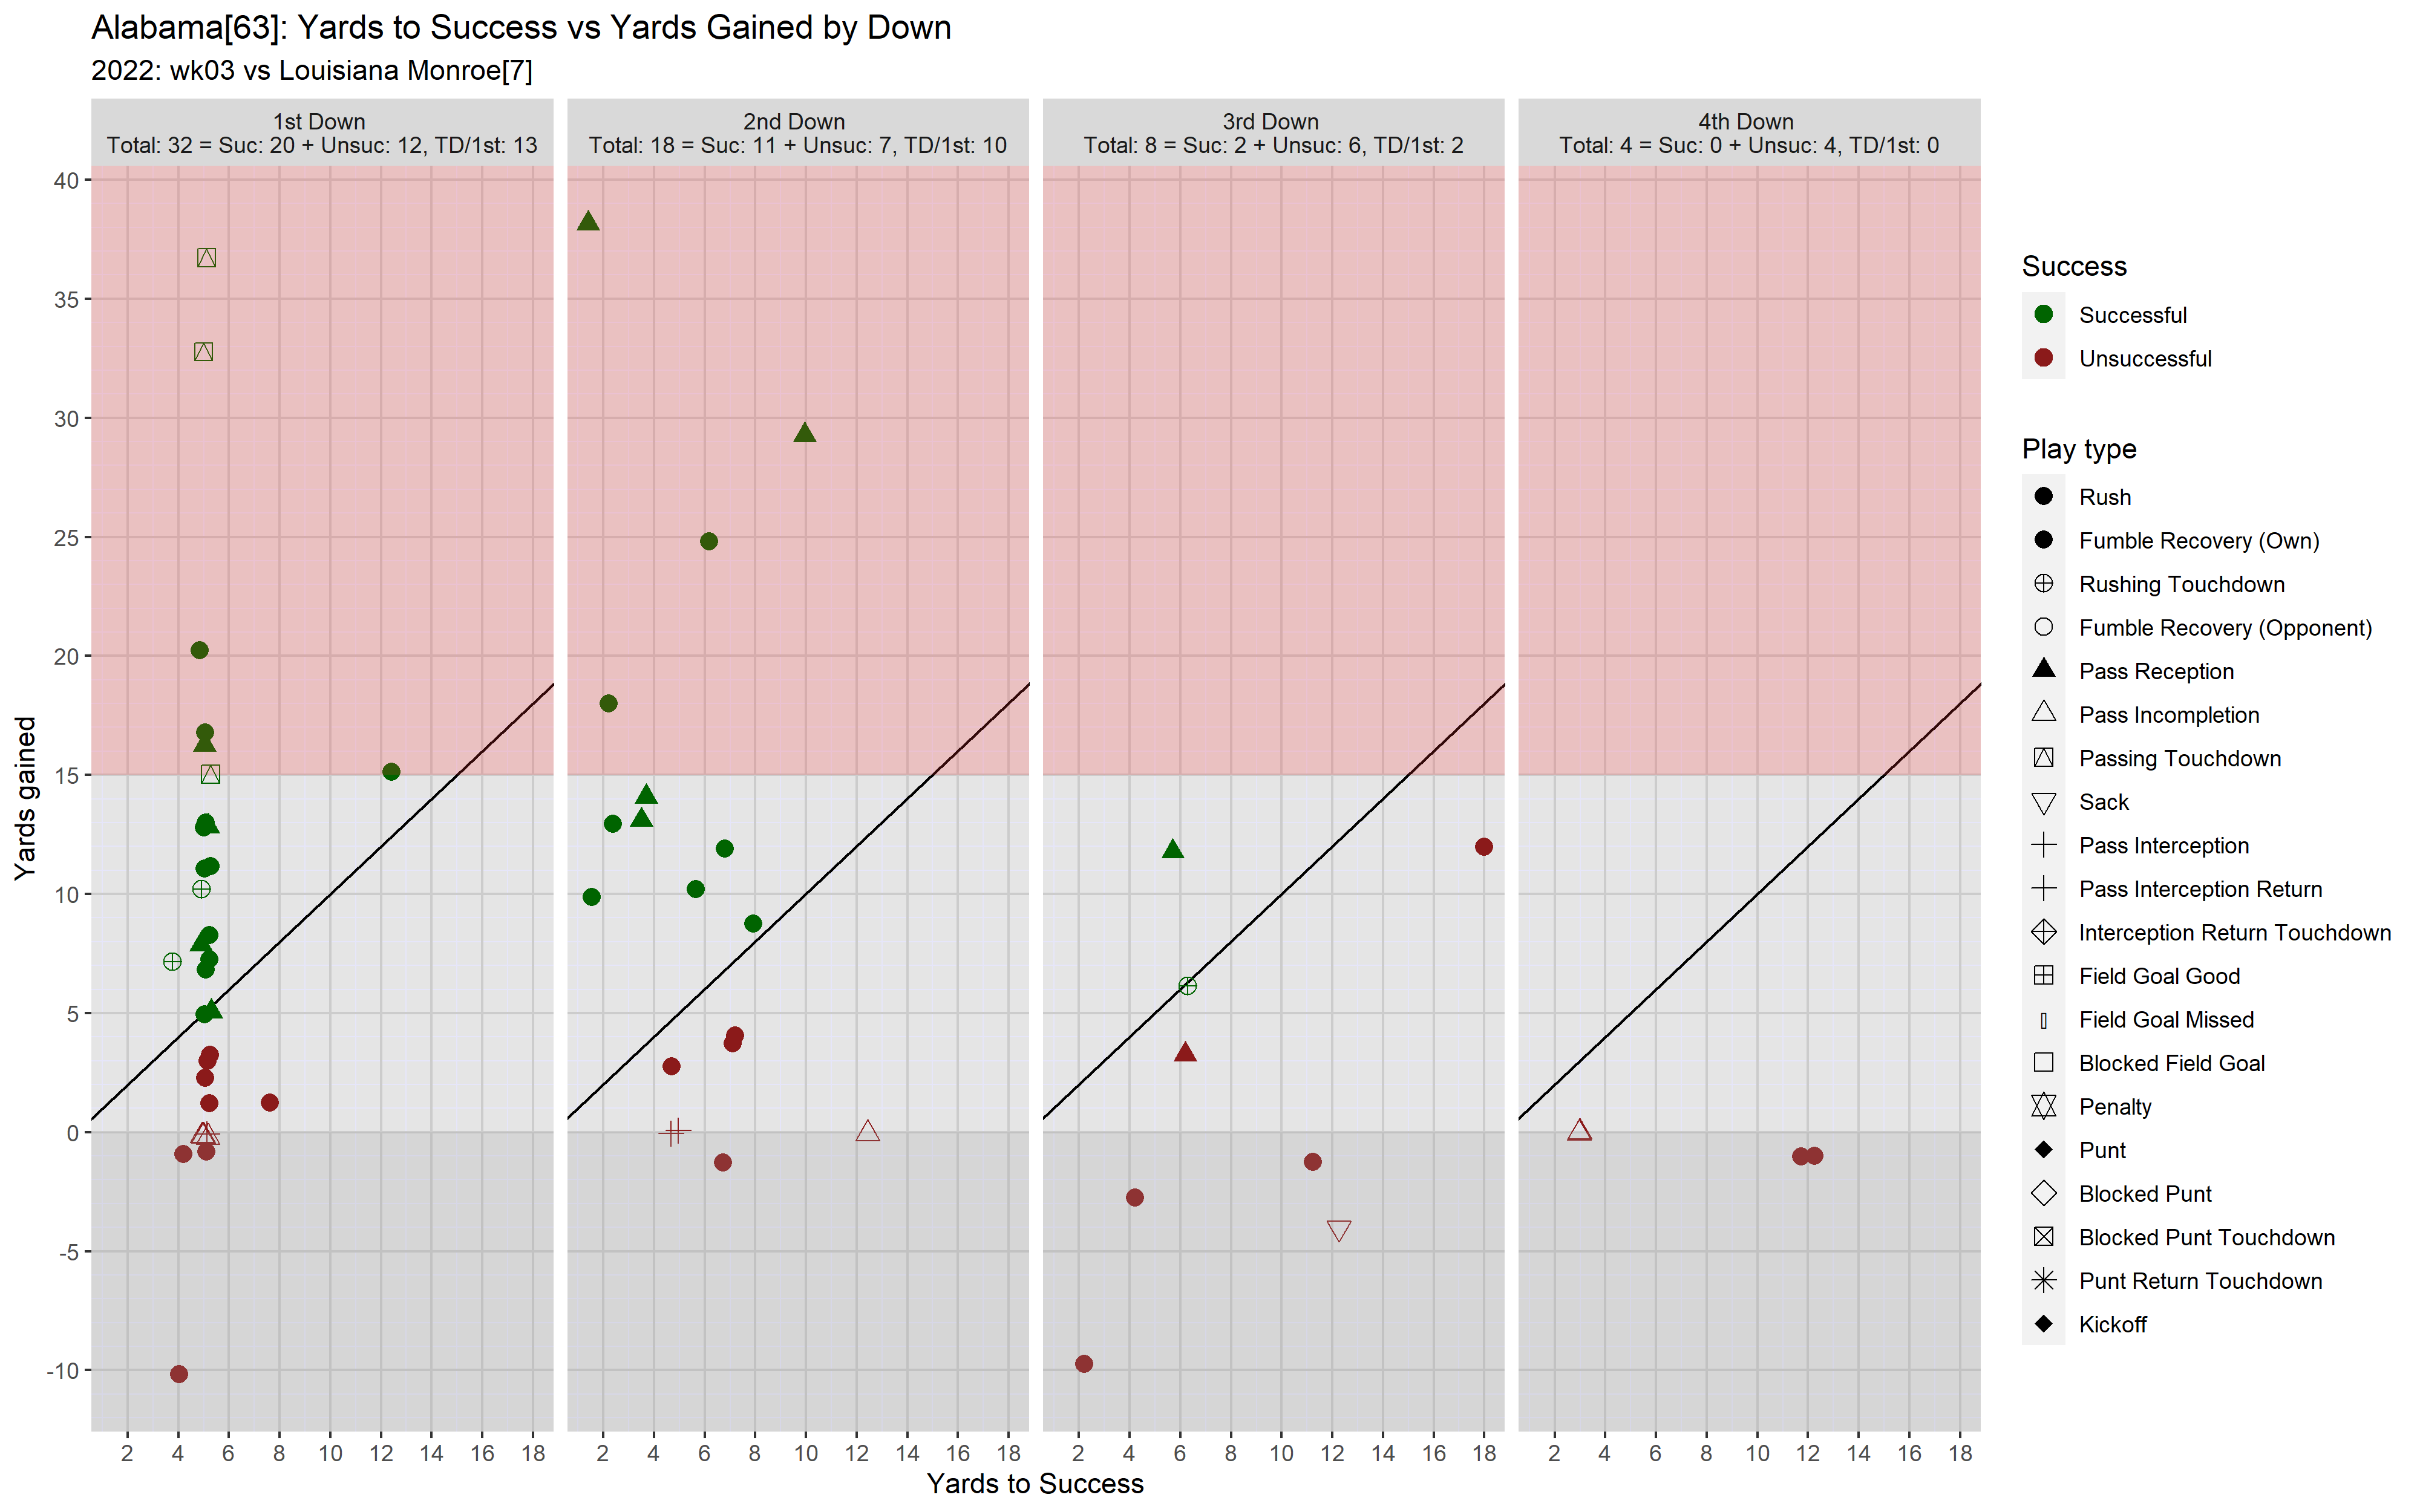 Alabama[63]: Yards to Success vs Yards Gained by Down
2022: wk03 vs Louisiana Monroe[7]
1st Down
Total: 32 = Suc: 20 + Unsuc: 12, TD/1st: 13
2nd Down
Total: 18 = Suc: 11 + Unsuc: 7, TD/1st: 10
3rd Down
Total: 8 = Suc: 2 + Unsuc: 6, TD/1st: 2
4th Down
Total: 4 = Suc: 0 + Unsuc: 4, TD/1st: 0
Yards gained
40
35
30
25
20
15
10
5
0
-5
-10
2 4 6 8 10 12 14 16 18
2 4 6 8 10 12 14 16 18
2 4 6 8 10 12 14 16 18
2 4 6 8 10 12 14 16 18
Yards to Success
Success
Successful
Unsuccessful
Play type
Rush
Fumble Recovery (Own)
Rushing Touchdown
Fumble Recovery (Opponent)
Pass Reception
Pass Incompletion
Passing Touchdown
Sack
Pass Interception
Pass Interception Return
Interception Return Touchdown
Field Goal Good
Field Goal Missed
Blocked Field Goal
Penalty
Punt
Blocked Punt
Blocked Punt Touchdown
Punt Return Touchdown
Kickoff